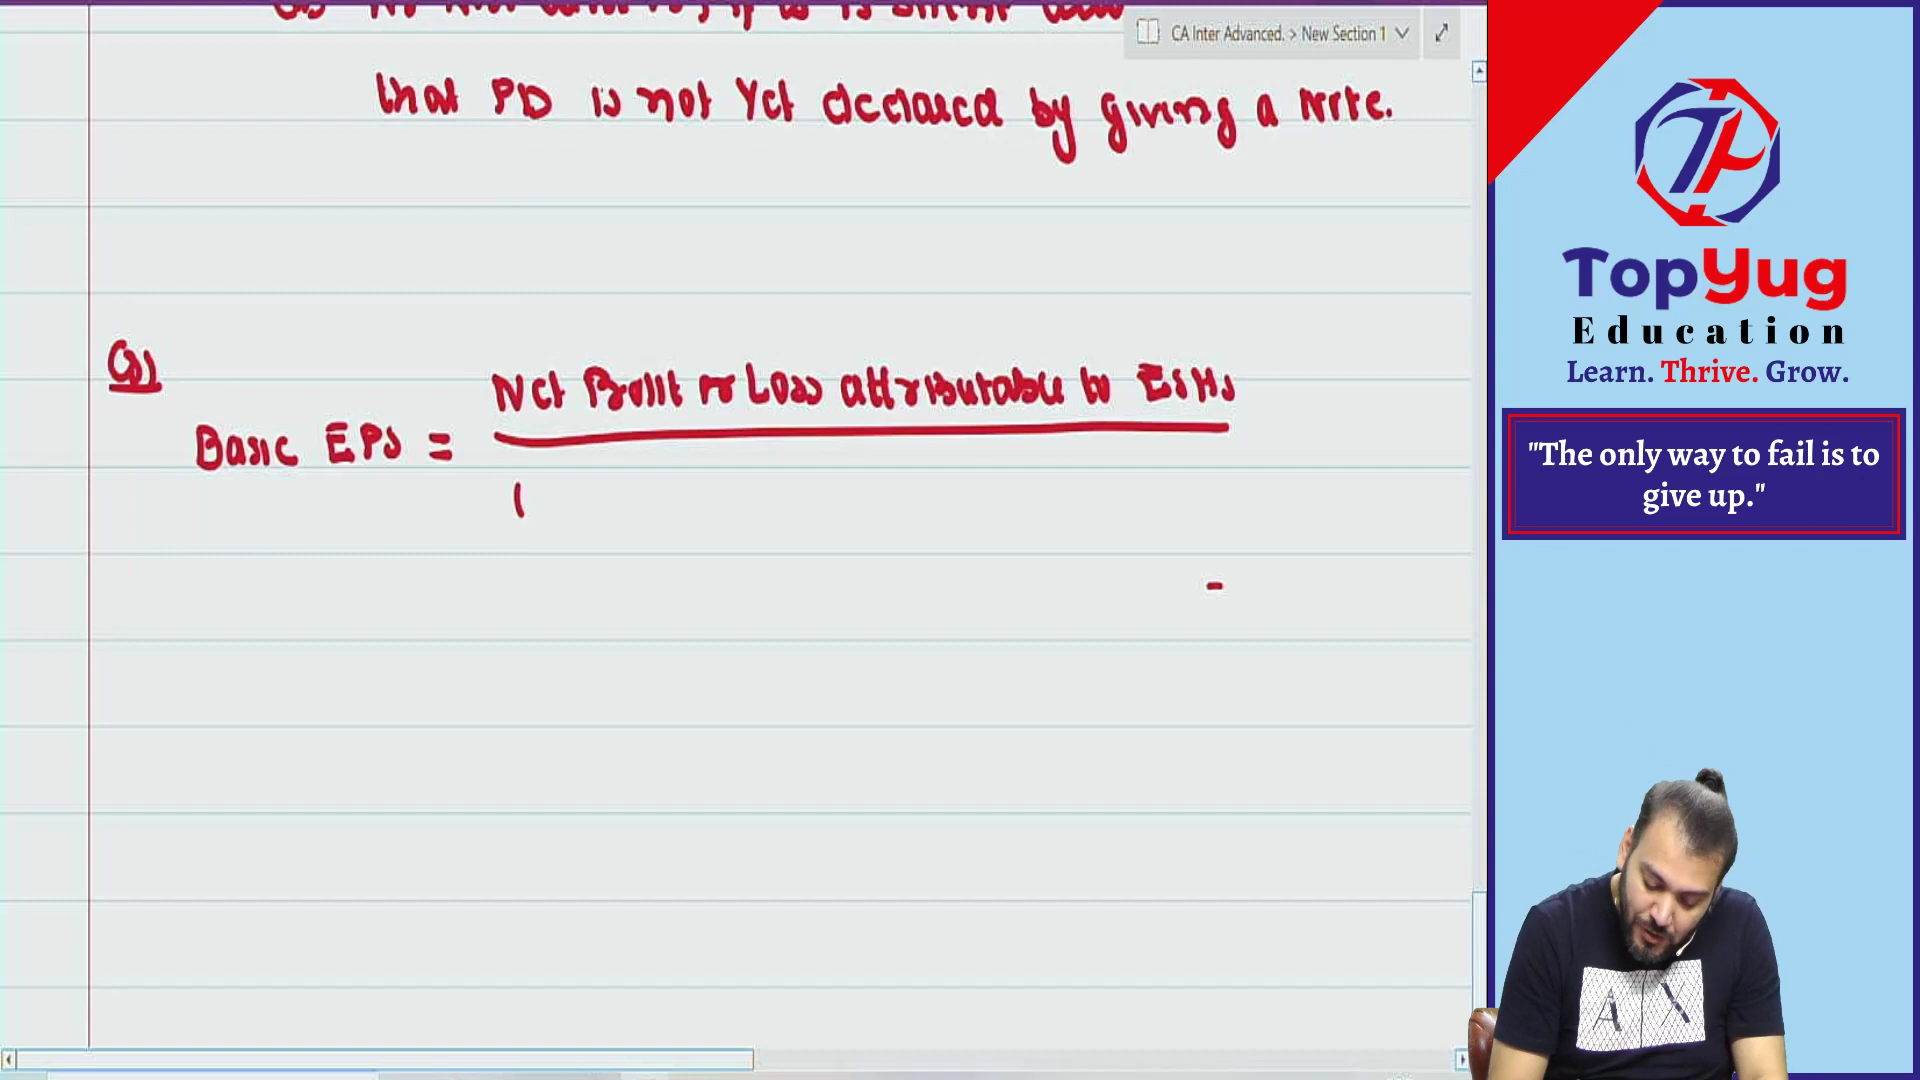 CA Inter Advanced. > New Section 1
that PD is not Yet declared by giving a Note.
Q1
Net Profit or Loss attributable to ESHs
Basic EPS =
TopYug
Education
Learn. Thrive. Grow.
"The only way to fail is to
give up."
A X